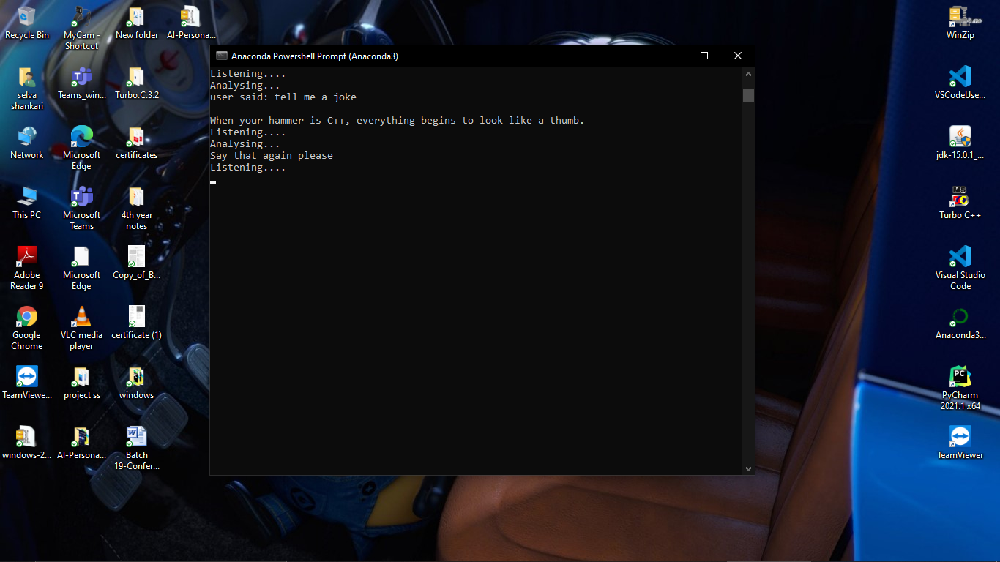 Recycle Bin
MyCam -
Shortcut
New folder
AI-Persona...
selva
shankari
Teams_win...
Turbo.C.3.2
Network
Microsoft
Edge
certificates
This PC
Microsoft
Teams
4th year
notes
Adobe
Reader 9
Microsoft
Edge
Copy_of_B...
Google
Chrome
VLC media
player
certificate (1)
TeamViewe...
project ss
windows
windows-2...
AI-Persona...
Batch
19-Confer...
Anaconda Powershell Prompt (Anaconda3)
Listening....
Analysing...
user said: tell me a joke
When your hammer is C++, everything begins to look like a thumb.
Listening....
Analysing...
Say that again please
Listening....
WinZip
VSCodeUse...
jdk-15.0.1_...
MS
Turbo C++
Visual Studio
Code
Anaconda3...
PC
PyCharm
2021.1 x64
TeamViewer